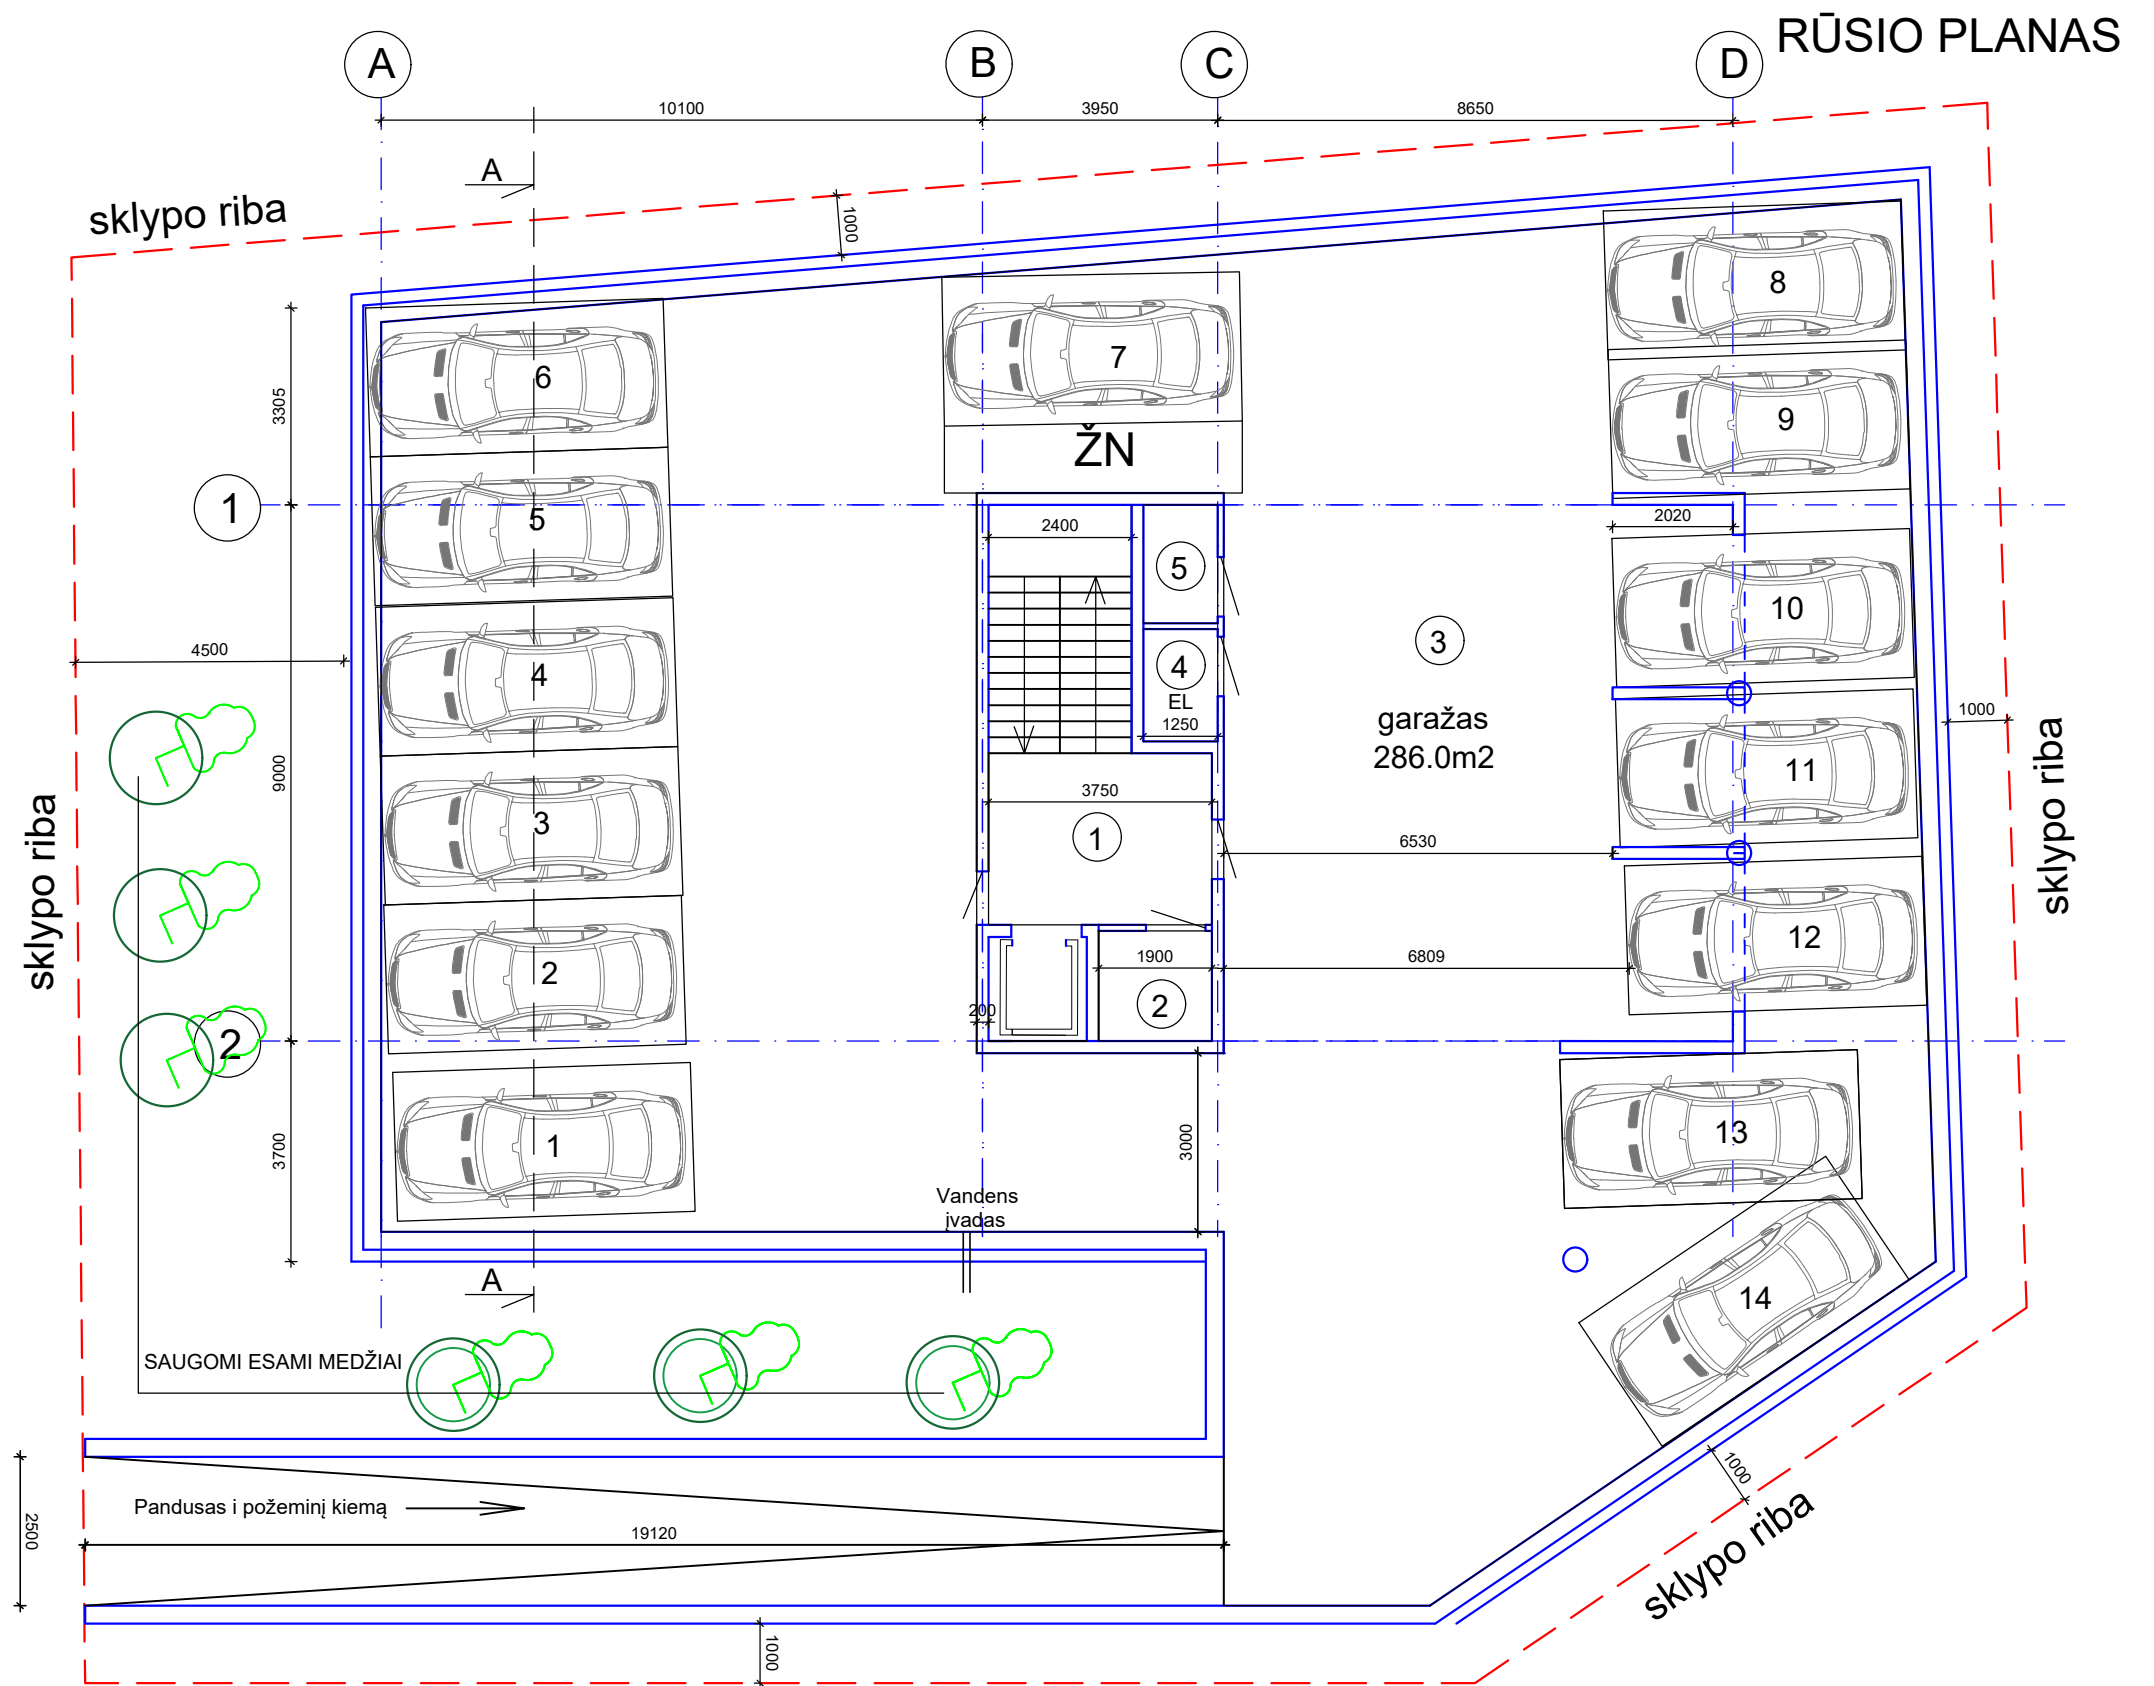 RŪSIO PLANAS
A
B
C
D
10100
3950
8650
A
sklypo riba
1000
3305
6
7
8
9
ŽN
1
5
2400
2020
5
10
3
4
4
EL
1250
4500
garažas
286.0m2
11
1000
sklypo riba
9000
sklypo riba
3750
1
3
6530
12
2
1900
6809
2
200
2
3700
1
3000
13
Vandens
įvadas
A
14
SAUGOMI ESAMI MEDŽIAI
1000
Pandusas i požeminį kiemą
2500
19120
sklypo riba
1000